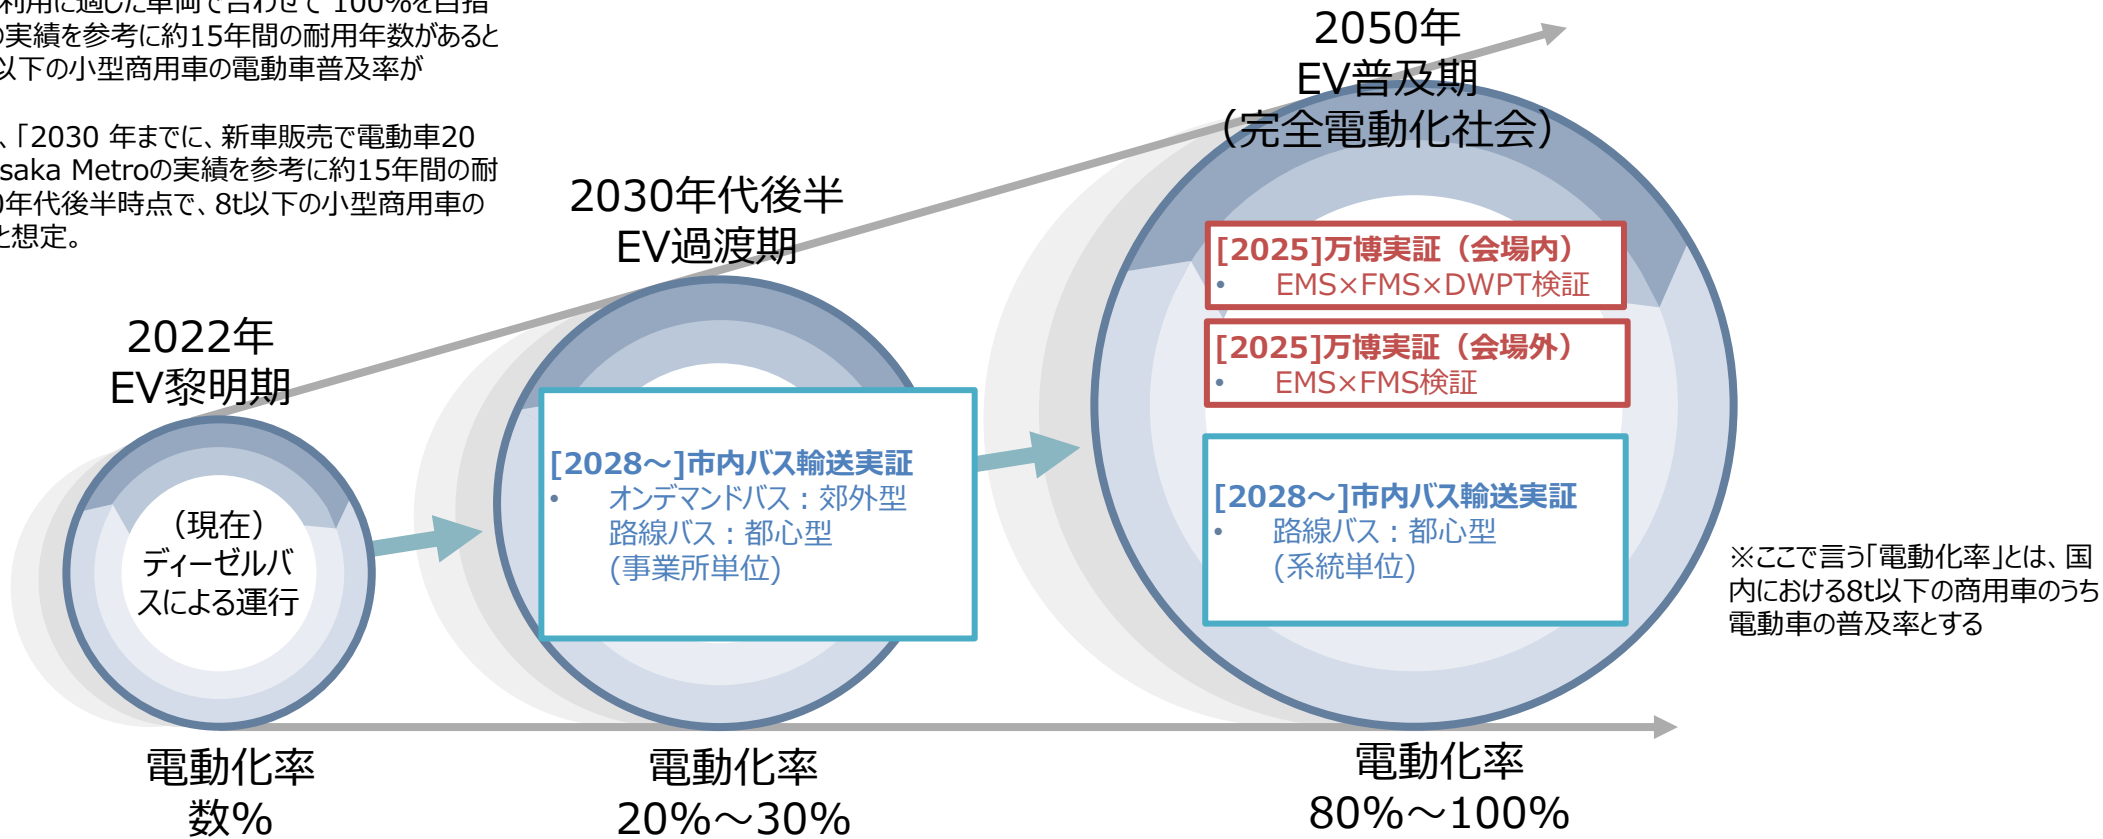 利用に適した車両で合わせて 100%を目指
の実績を参考に約15年間の耐用年数があると
以下の小型商用車の電動車普及率が
、「2030 年までに、新車販売で電動車20
saka Metroの実績を参考に約15年間の耐
0年代後半時点で、8t以下の小型商用車の
と想定。
2022年
EV黎明期
(現在)
ディーゼルバ
スによる運行
電動化率
数%
2030年代後半
EV過渡期
[2028～]市内バス輸送実証
• オンデマンドバス：郊外型
路線バス：都心型
(事業所単位)
電動化率
20%～30%
2050年
EV普及期
（完全電動化社会）
[2025]万博実証（会場内）
• EMS×FMS×DWPT検証
[2025]万博実証（会場外）
• EMS×FMS検証
[2028～]市内バス輸送実証
• 路線バス：都心型
(系統単位)
電動化率
80%～100%
※ここで言う「電動化率」とは、国
内における8t以下の商用車のうち
電動車の普及率とする